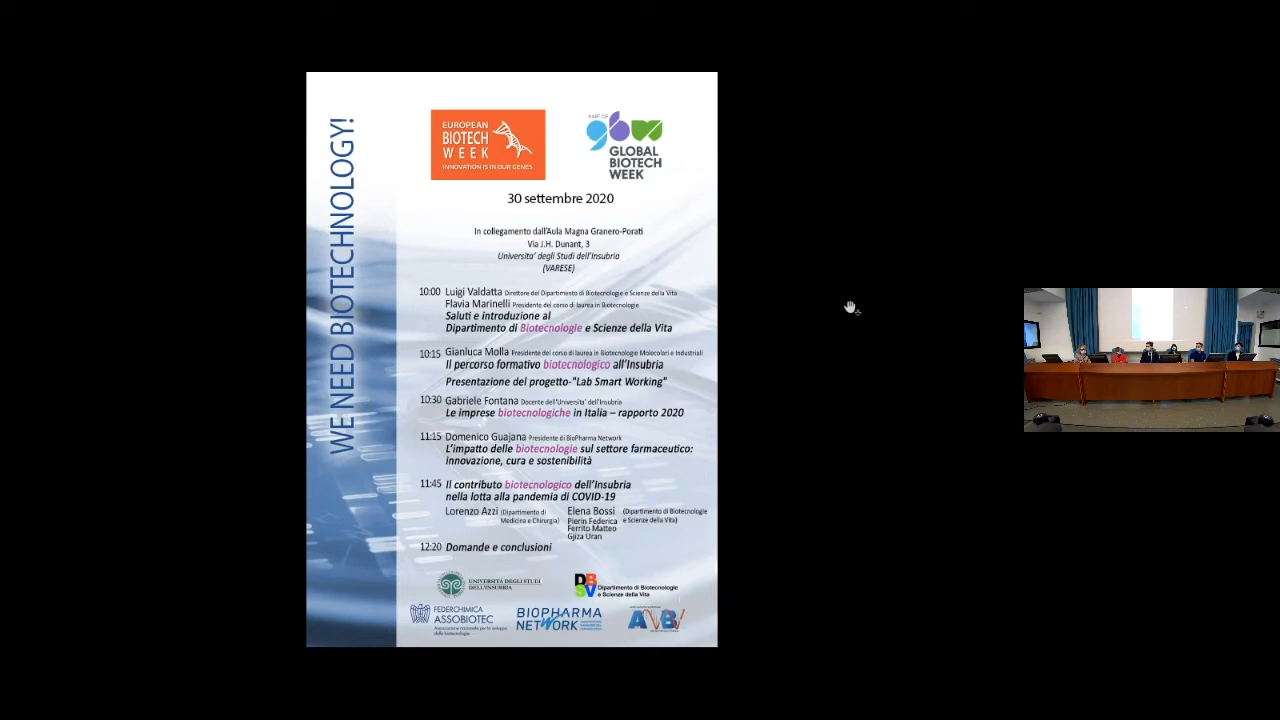 WE NEED BIOTECHNOLOGY!
EUROPEAN
BIOTECH
WEEK
INNOVATION IS IN OUR GENES
PART OF
gbw
GLOBAL
BIOTECH
WEEK
30 settembre 2020
In collegamento dall'Aula Magna Granero-Porati
Via J.H. Dunant, 3
Universita' degli Studi dell'Insubria
(VARESE)
10:00 Luigi Valdatta Direttore del Dipartimento di Biotecnologie e Scienze della Vita
Flavia Marinelli Presidente del corso di laurea in Biotecnologie
Saluti e introduzione al
Dipartimento di Biotecnologie e Scienze della Vita
10:15 Gianluca Molla Presidente del corso di laurea in Biotecnologie Molecolari e Industriali
Il percorso formativo biotecnologico all'Insubria
Presentazione del progetto-"Lab Smart Working"
10:30 Gabriele Fontana Docente dell'Universita' dell'Insubria
Le imprese biotecnologiche in Italia – rapporto 2020
11:15 Domenico Guajana Presidente di BioPharma Network
L'impatto delle biotecnologie sul settore farmaceutico:
innovazione, cura e sostenibilità
11:45 Il contributo biotecnologico dell'Insubria
nella lotta alla pandemia di COVID-19
Lorenzo Azzi (Dipartimento di
Medicina e Chirurgia)
Elena Bossi (Dipartimento di Biotecnologie
e Scienze della Vita)
Pierin Federica
Ferrito Matteo
Gjiza Uran
12:20 Domande e conclusioni
UNIVERSITÀ DEGLI STUDI
DELL'INSUBRIA
DBSV Dipartimento di Biotecnologie
e Scienze della Vita
FEDERCHIMICA
ASSOBIOTEC
Associazione nazionale per lo sviluppo
delle biotecnologie
BIOPHARMA
NETWORK